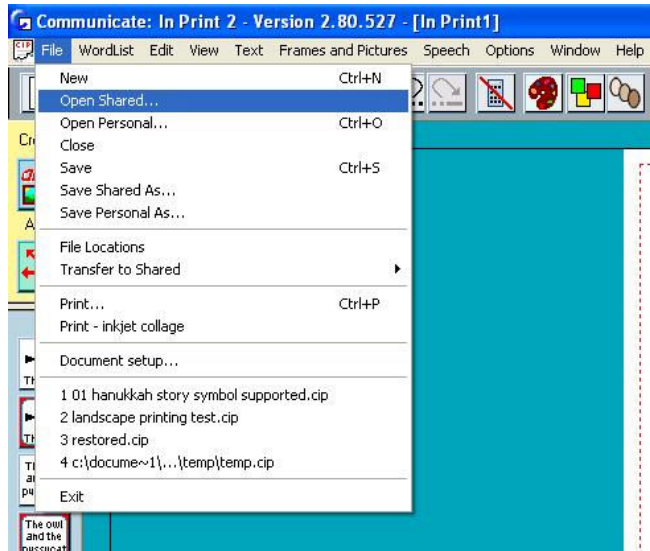 Communicate: In Print 2 - Version 2.80.527 - [In Print1]
File WordList Edit View Text Frames and Pictures Speech Options Window Help
New Ctrl+N
Open Shared...
Open Personal... Ctrl+O
Close
Save Ctrl+S
Save Shared As...
Save Personal As...
File Locations
Transfer to Shared
Print... Ctrl+P
Print - inkjet collage
Document setup...
1 01 hanukkah story symbol supported.cip
2 landscape printing test.cip
3 restored.cip
4 c:\docume~1\...\temp\temp.cip
Exit
The owl
and the
pussycat